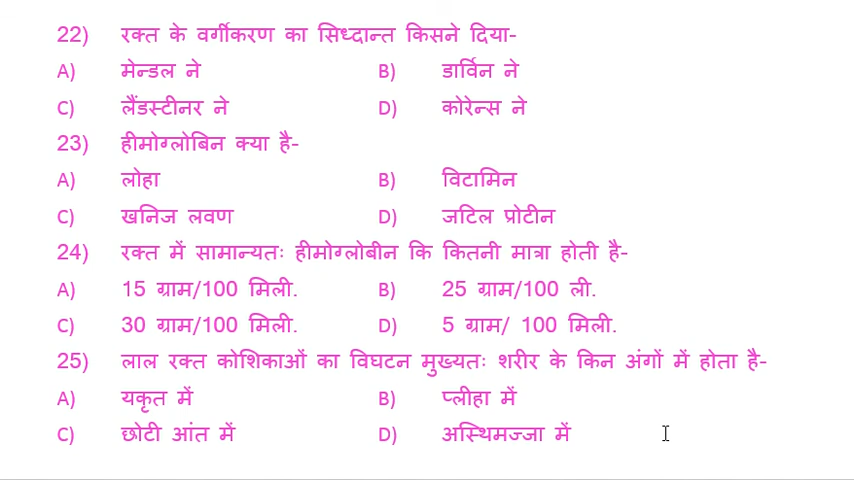 22) रक्त के वर्गीकरण का सिध्दान्त किसने दिया-
A) मेन्डल ने B) डार्विन ने
C) लैंडस्टीनर ने D) कोरेन्स ने
23) हीमोग्लोबिन क्या है-
A) लोहा B) विटामिन
C) खनिज लवण D) जटिल प्रोटीन
24) रक्त में सामान्यतः हीमोग्लोबीन कि कितनी मात्रा होती है-
A) 15 ग्राम/100 मिली. B) 25 ग्राम/100 ली.
C) 30 ग्राम/100 मिली. D) 5 ग्राम/ 100 मिली.
25) लाल रक्त कोशिकाओं का विघटन मुख्यतः शरीर के किन अंगों में होता है-
A) यकृत में B) प्लीहा में
C) छोटी आंत में D) अस्थिमज्जा में